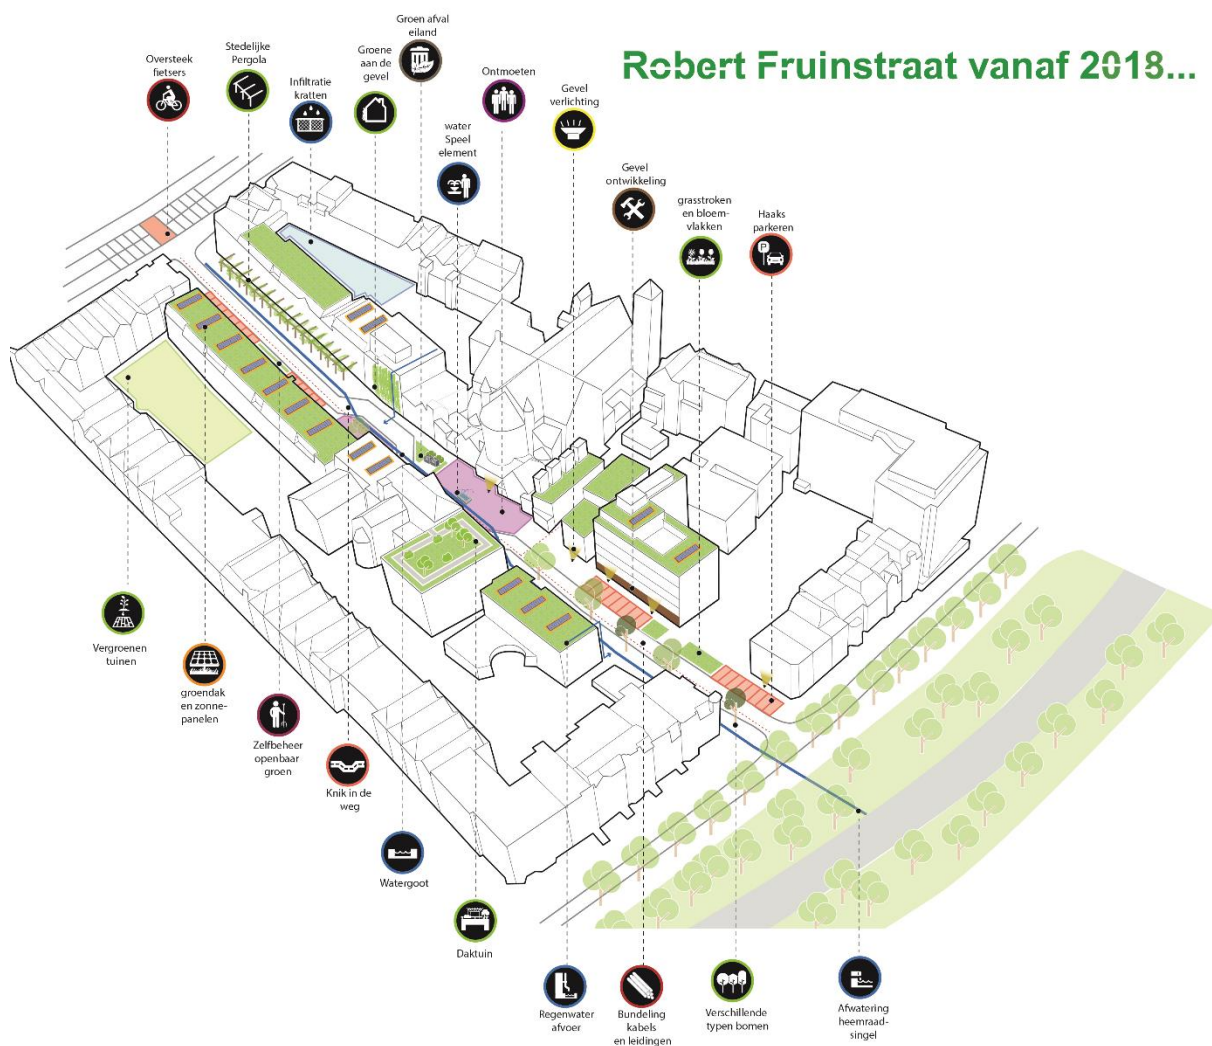 Robert Fruinstraat vanaf 2018...
Groen afval
eiland
Stedelijke
Pergola
Oversteek
fietsers
Groene
aan de
gevel
Infiltratie
kratten
Ontmoeten
Gevel
verlichting
water
Speel
element
Gevel
ontwikkeling
grasstroken
en bloem-
vlakken
Haaks
parkeren
P
Vergroenen
tuinen
groendak
en zonne-
panelen
Zelfbeheer
openbaar
groen
Knik in de
weg
Watergoot
Daktuin
Regenwater
afvoer
Bundeling
kabels
en leidingen
Verschillende
typen bomen
Afwatering
heemraad-
singel